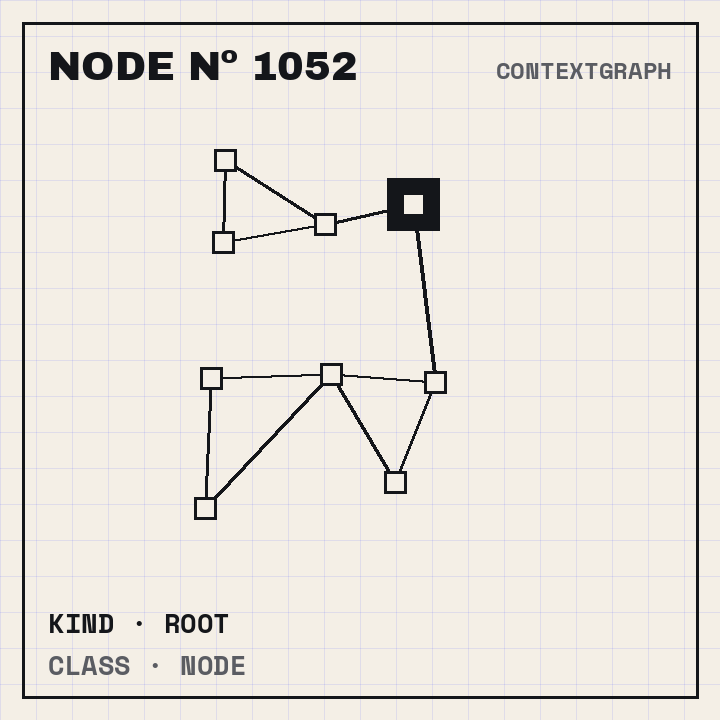 NODE Nº 1052
CONTEXTGRAPH
KIND · ROOT
CLASS · NODE